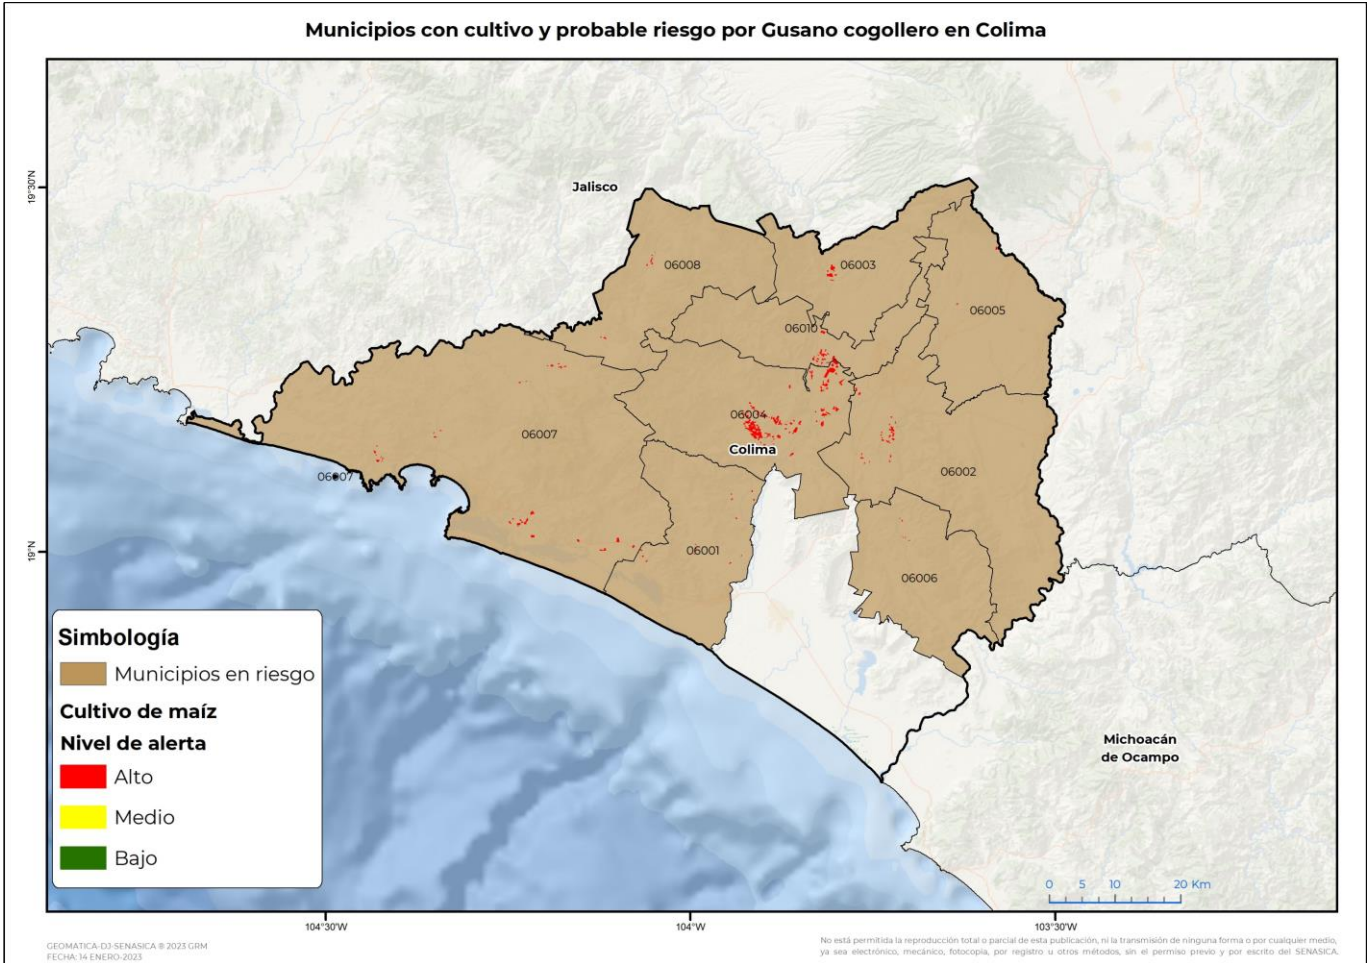 Municipios con cultivo y probable riesgo por Gusano cogollero en Colima
19°30'N
Jalisco
06008
06003
06005
06010
06004
06007
Colima
06002
06007
19°N
06001
06006
Simbología
Municipios en riesgo
Cultivo de maíz
Nivel de alerta
Alto
Medio
Bajo
Michoacán
de Ocampo
0 5 10 20 Km
104°30'W
104°W
103°30'W
GEOMATICA-DJ-SENASICA ® 2023 GRM
FECHA: 14 ENERO-2023
No está permitida la reproducción total o parcial de esta publicación, ni la transmisión de ninguna forma o por cualquier medio,
ya sea electrónico, mecánico, fotocopia, por registro u otros métodos, sin el permiso previo y por escrito del SENASICA.